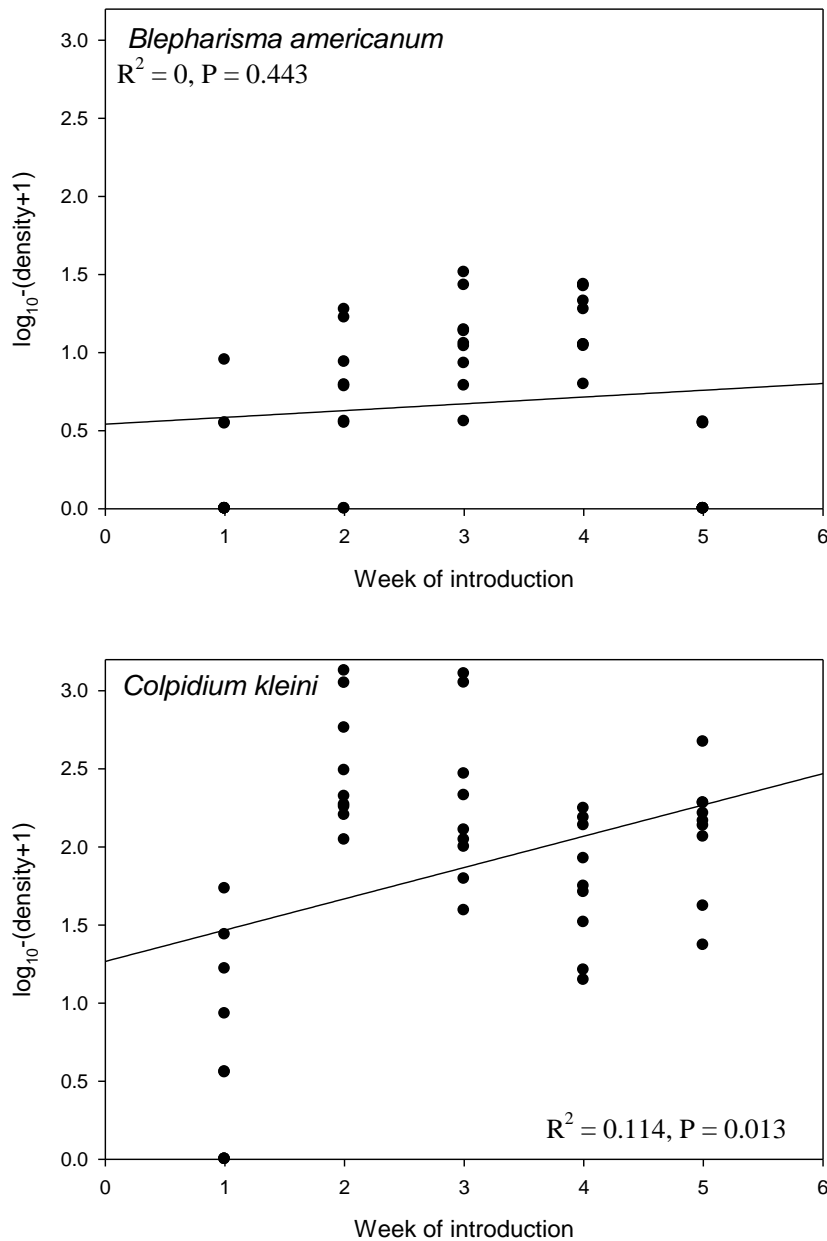 Blepharisma americanum
R² = 0, P = 0.443
3.0
2.5
2.0
1.5
1.0
0.5
0.0
log₁₀-(density+1)
0 1 2 3 4 5 6
Week of introduction
Colpidium kleini
3.0
2.5
2.0
1.5
1.0
0.5
0.0
log₁₀-(density+1)
R² = 0.114, P = 0.013
0 1 2 3 4 5 6
Week of introduction